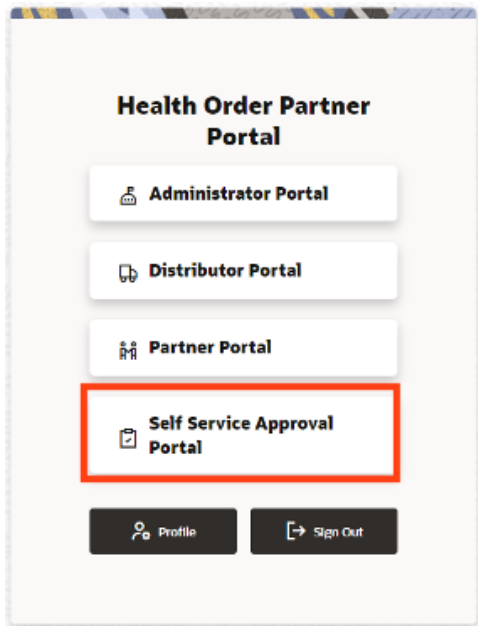 Health Order Partner
Portal
Administrator Portal
Distributor Portal
Partner Portal
Self Service Approval
Portal
Profile
Sign Out